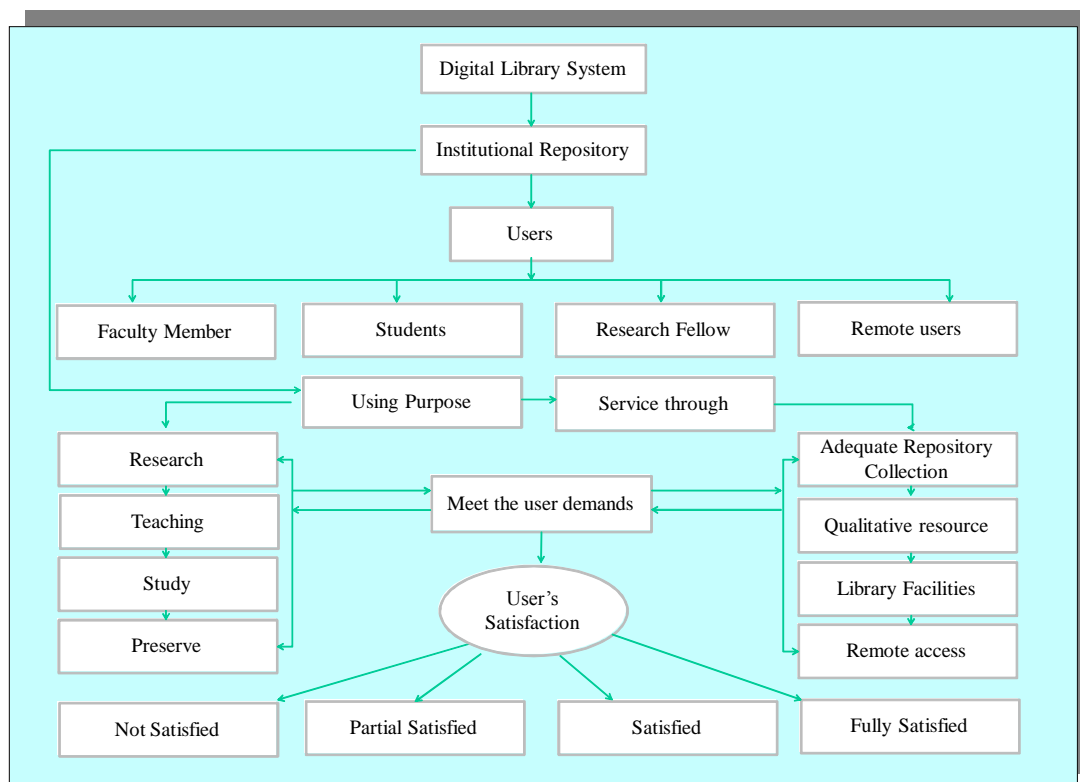 Digital Library System
Institutional Repository
Users
Faculty Member
Students
Research Fellow
Remote users
Using Purpose
Service through
Research
Adequate Repository
Collection
Teaching
Meet the user demands
Qualitative resource
Study
User’s
Satisfaction
Library Facilities
Preserve
Remote access
Not Satisfied
Partial Satisfied
Satisfied
Fully Satisfied